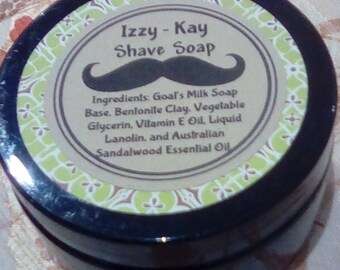 Izzy - Kay
Shave Soap
Ingredients: Goat's Milk Soap
Base, Bentonite Clay, Vegetable
Glycerin, Vitamin E Oil, Liquid
Lanolin, and Australian
Sandalwood Essential Oil